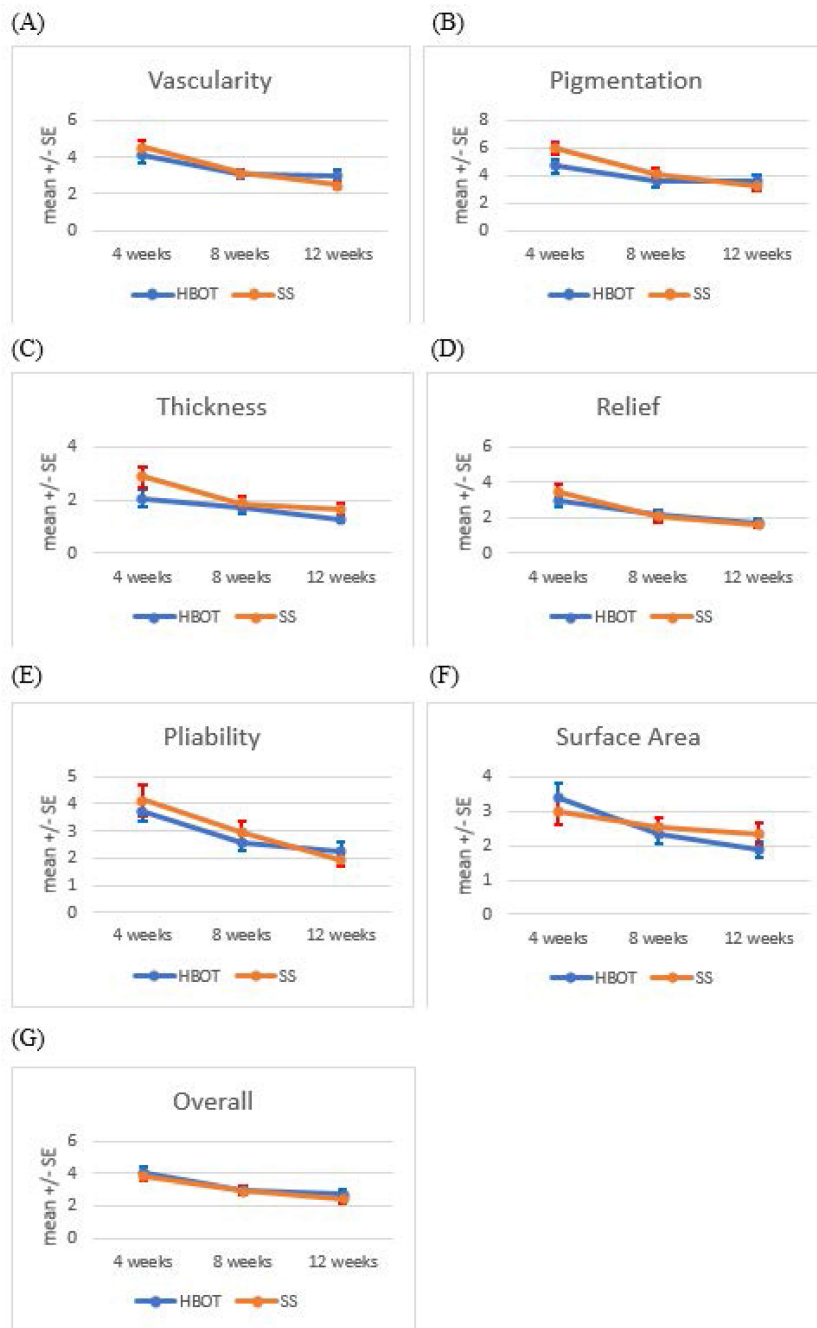 (A)
Vascularity
mean +/- SE
6
4
2
0
4 weeks 8 weeks 12 weeks
HBOT SS
(B)
Pigmentation
mean +/- SE
8
6
4
2
0
4 weeks 8 weeks 12 weeks
HBOT SS
(C)
Thickness
mean +/- SE
4
2
0
4 weeks 8 weeks 12 weeks
HBOT SS
(D)
Relief
mean +/- SE
6
4
2
0
4 weeks 8 weeks 12 weeks
HBOT SS
(E)
Pliability
mean +/- SE
5
4
3
2
1
0
4 weeks 8 weeks 12 weeks
HBOT SS
(F)
Surface Area
mean +/- SE
4
3
2
1
0
4 weeks 8 weeks 12 weeks
HBOT SS
(G)
Overall
mean +/- SE
6
4
2
0
4 weeks 8 weeks 12 weeks
HBOT SS